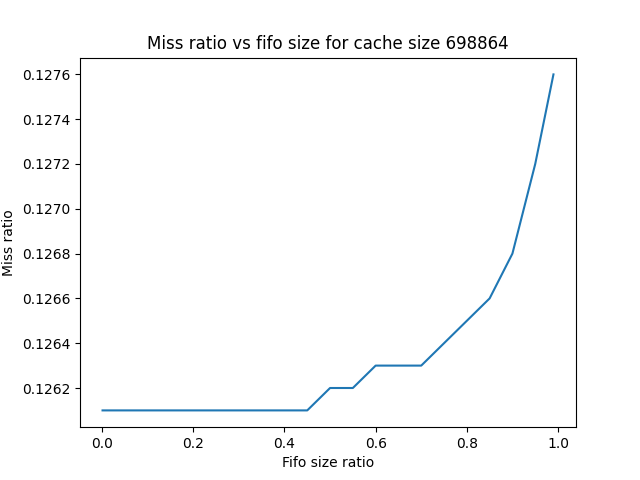 Miss ratio vs fifo size for cache size 698864
0.1276
0.1274
0.1272
0.1270
0.1268
0.1266
0.1264
0.1262
Miss ratio
0.0 0.2 0.4 0.6 0.8 1.0
Fifo size ratio